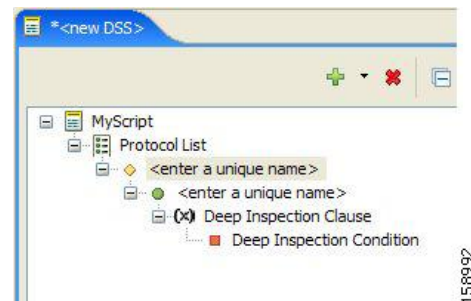 *<new DSS>
MyScript
Protocol List
<enter a unique name>
<enter a unique name>
(x) Deep Inspection Clause
Deep Inspection Condition
158992